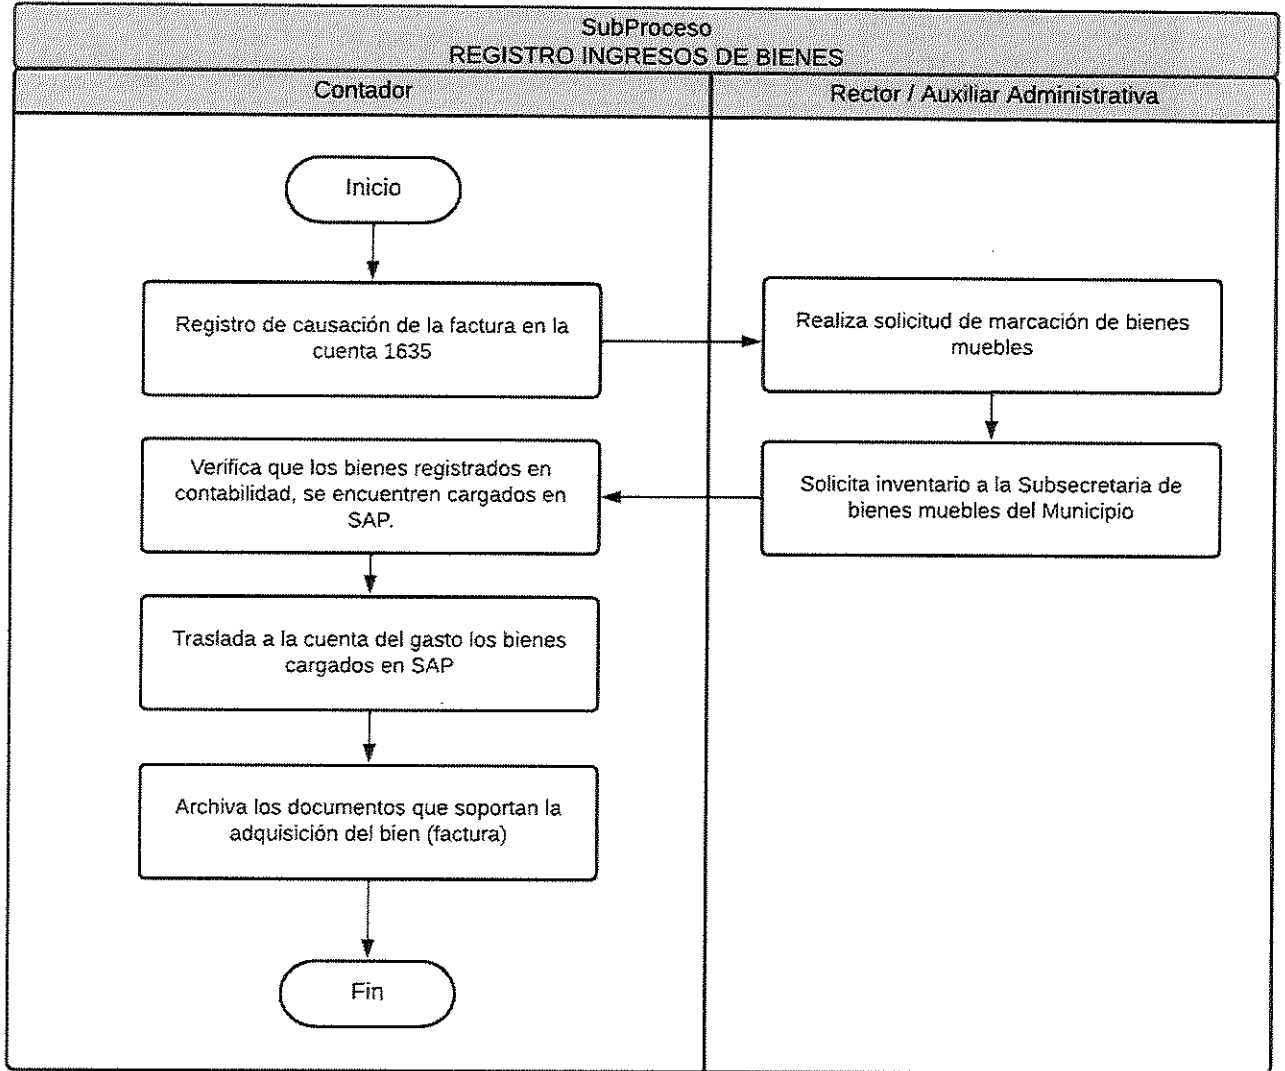 SubProceso
REGISTRO INGRESOS DE BIENES
Contador
Rector / Auxiliar Administrativa
Inicio
Registro de causación de la factura en la
cuenta 1635
Realiza solicitud de marcación de bienes
muebles
Solicita inventario a la Subsecretaria de
bienes muebles del Municipio
Verifica que los bienes registrados en
contabilidad, se encuentren cargados en
SAP.
Traslada a la cuenta del gasto los bienes
cargados en SAP
Archiva los documentos que soportan la
adquisición del bien (factura)
Fin